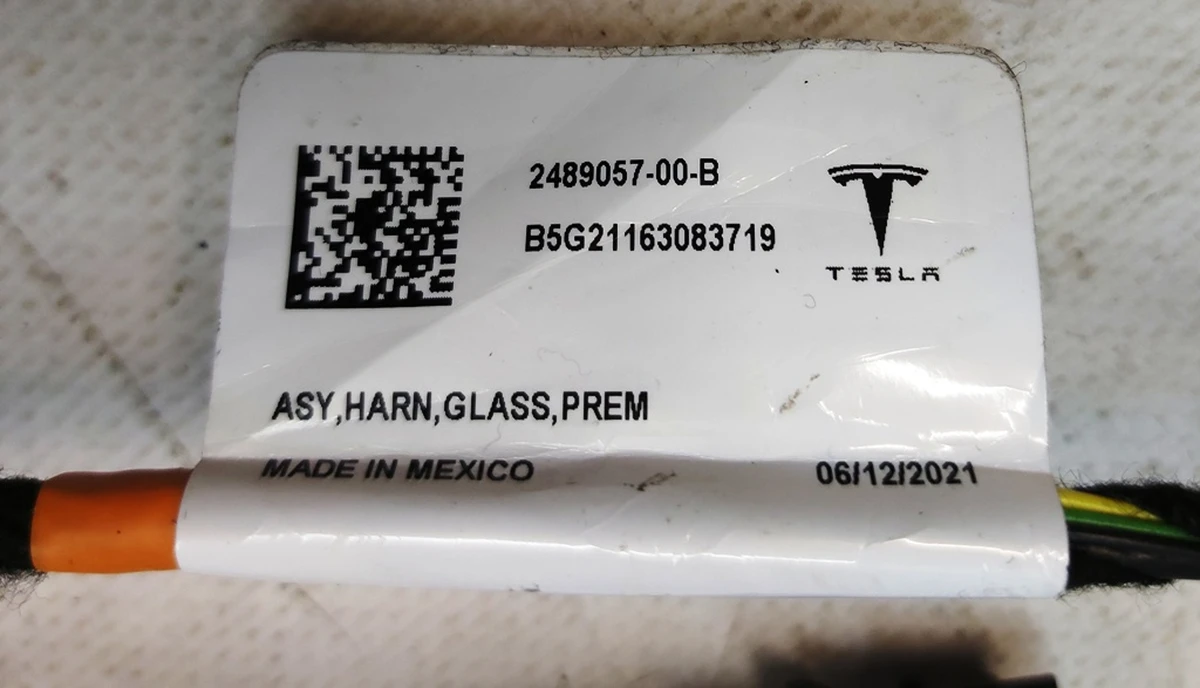 2489057-00-B
B5G21163083719
TESLA
ASY,HARN,GLASS,PREM
MADE IN MEXICO
06/12/2021